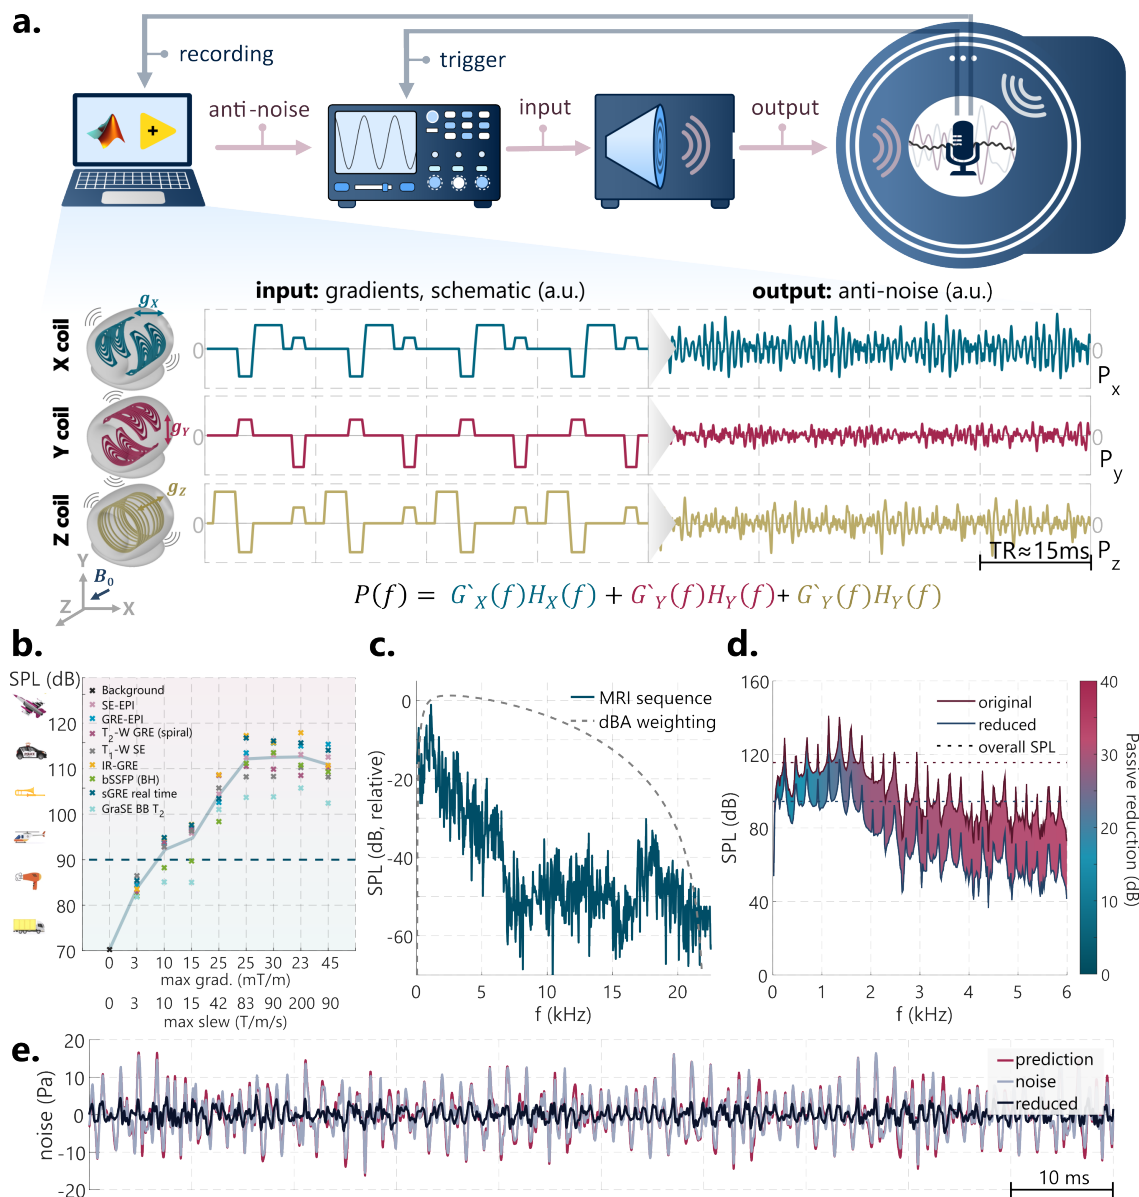 a.
recording
trigger
anti-noise
input
output
input: gradients, schematic (a.u.)
output: anti-noise (a.u.)
X coil
g_X
0
0
P_x
Y coil
g_Y
0
0
P_y
Z coil
g_Z
0
0
P_z
TR≈15ms
Y
B_0
Z
X
P(f) = G`_X(f)H_X(f) + G`_Y(f)H_Y(f)+ G`_Y(f)H_Y(f)
b.
SPL (dB)
Background
SE-EPI
GRE-EPI
T_2-W GRE (spiral)
T_1-W SE
IR-GRE
bSSFP (BH)
sGRE real time
GraSE BB T_2
120
110
100
90
80
70
0 3 10 15 25 25 30 23 45
max grad. (mT/m)
0 3 10 15 42 83 90 200 90
max slew (T/m/s)
c.
MRI sequence
dBA weighting
SPL (dB, relative)
0
-20
-40
-60
0 5 10 15 20
f (kHz)
d.
original
reduced
overall SPL
SPL (dB)
160
120
80
40
0
0 1 2 3 4 5 6
f (kHz)
40
30
20
10
0
Passive reduction (dB)
e.
noise (Pa)
20
10
0
-10
-20
prediction
noise
reduced
10 ms